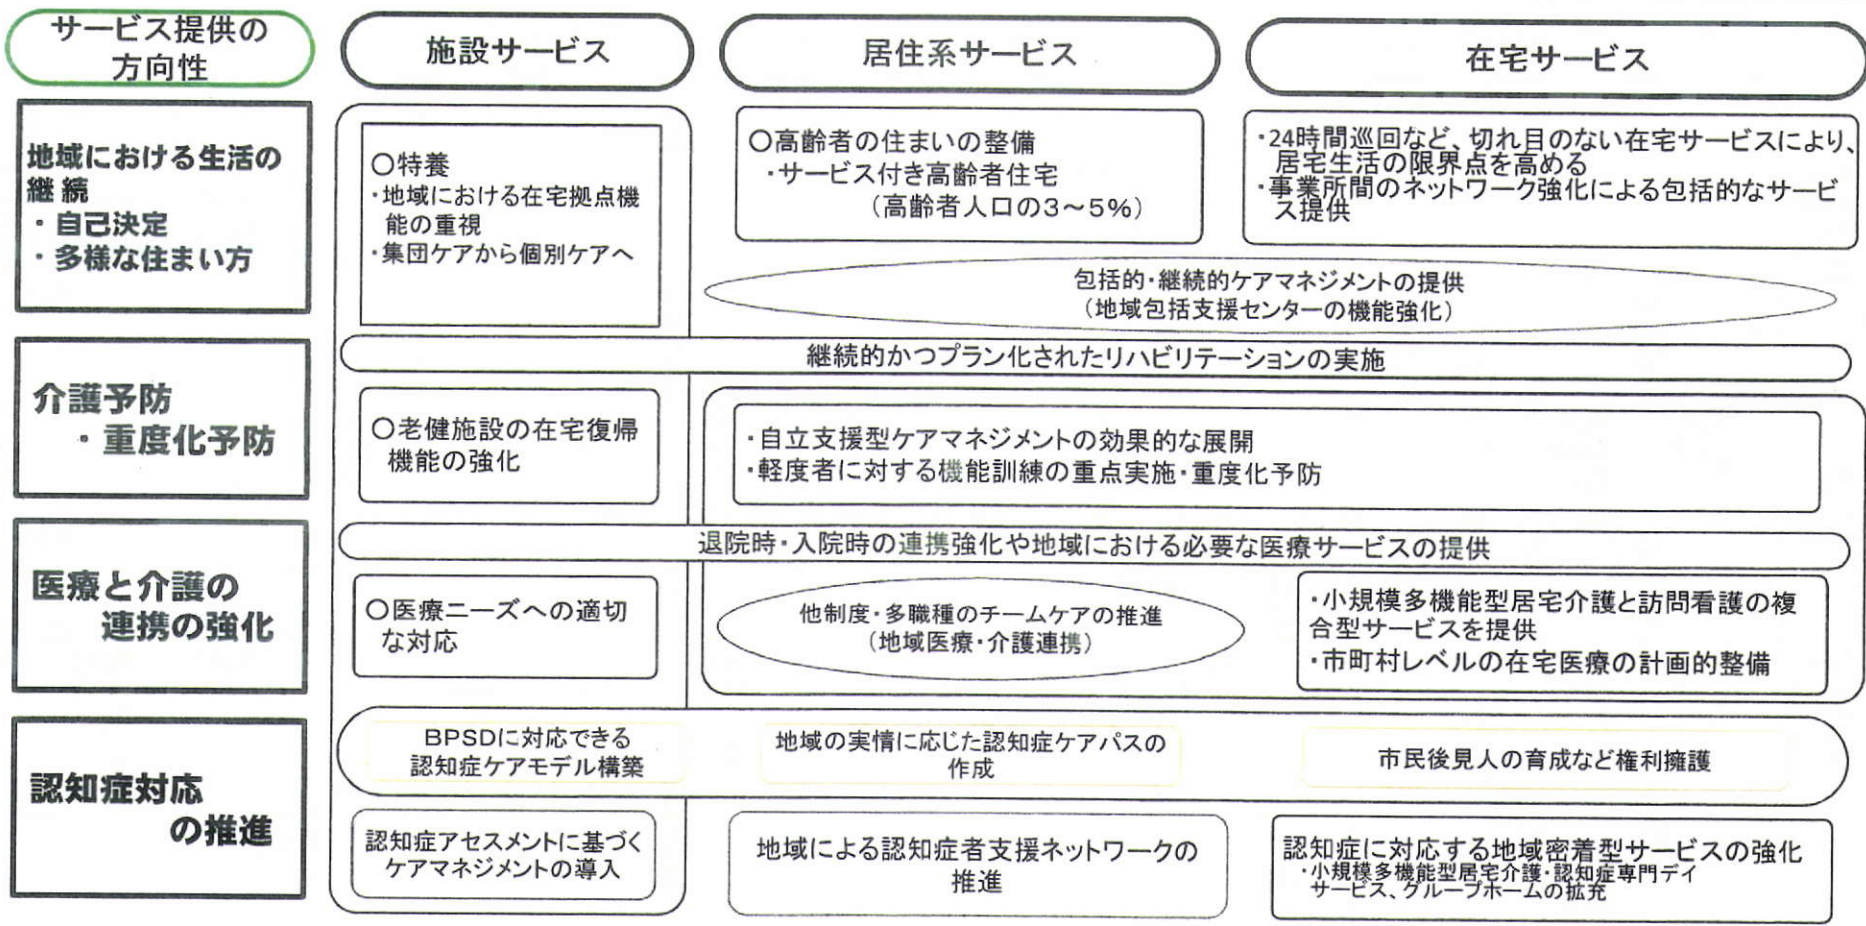 サービス提供の
方向性
施設サービス
居住系サービス
在宅サービス
地域における生活の
継続
・自己決定
・多様な住まい方
〇特養
・地域における在宅拠点機
能の重視
・集団ケアから個別ケアへ
〇高齢者の住まいの整備
・サービス付き高齢者住宅
（高齢者人口の3～5%）
・24時間巡回など、切れ目のない在宅サービスにより、
居宅生活の限界点を高める
・事業所間のネットワーク強化による包括的なサービ
ス提供
包括的・継続的ケアマネジメントの提供
（地域包括支援センターの機能強化）
継続的かつプラン化されたリハビリテーションの実施
介護予防
・重度化予防
〇老健施設の在宅復帰
機能の強化
・自立支援型ケアマネジメントの効果的な展開
・軽度者に対する機能訓練の重点実施・重度化予防
退院時・入院時の連携強化や地域における必要な医療サービスの提供
医療と介護の
連携の強化
〇医療ニーズへの適切
な対応
他制度・多職種のチームケアの推進
（地域医療・介護連携）
・小規模多機能型居宅介護と訪問看護の複
合型サービスを提供
・市町村レベルの在宅医療の計画的整備
認知症対応
の推進
BPSDに対応できる
認知症ケアモデル構築
地域の実情に応じた認知症ケアパスの
作成
市民後見人の育成など権利擁護
認知症アセスメントに基づく
ケアマネジメントの導入
地域による認知症者支援ネットワークの
推進
認知症に対応する地域密着型サービスの強化
・小規模多機能型居宅介護・認知症専門デイ
サービス、グループホームの拡充